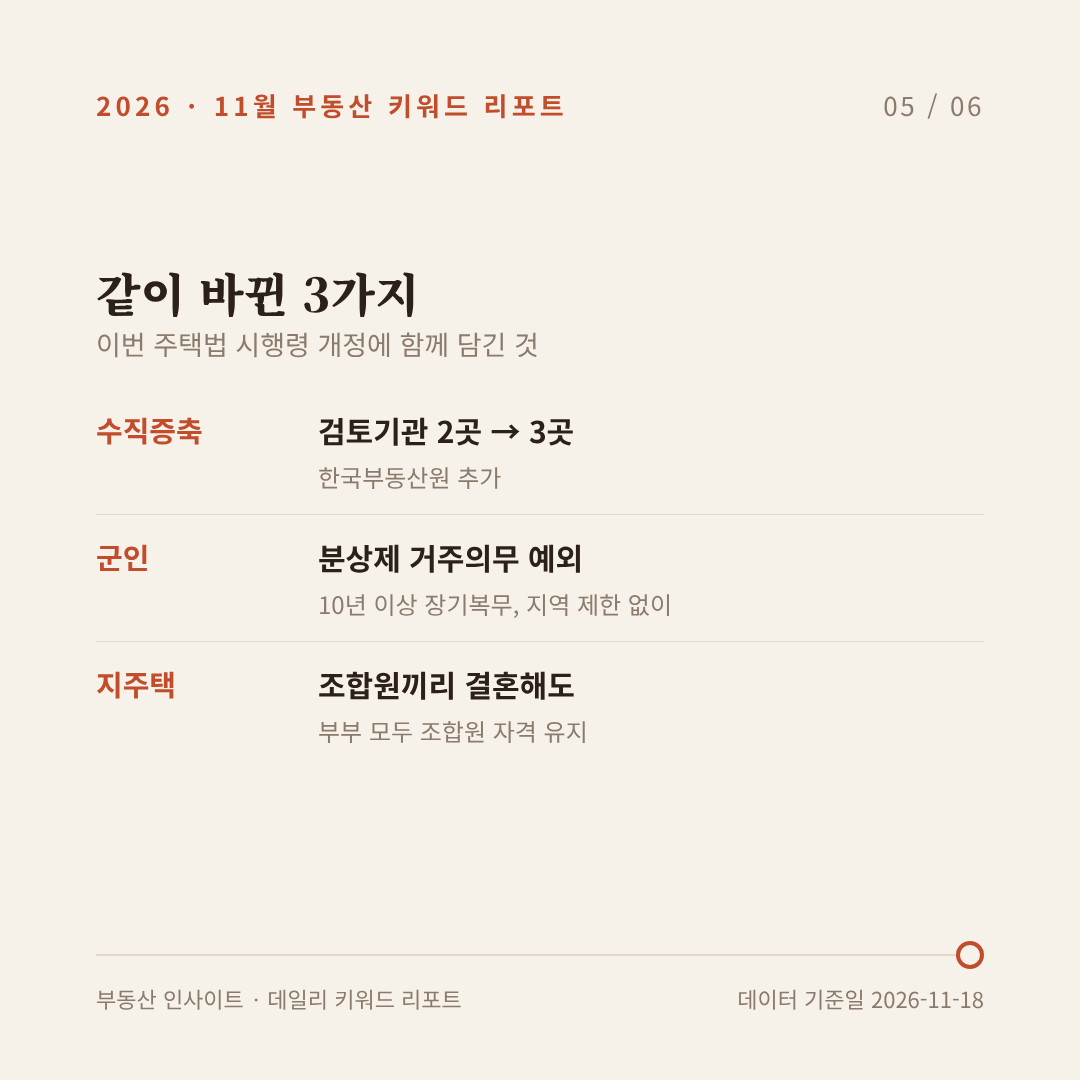 2026 · 11월 부동산 키워드 리포트
05 / 06
같이 바뀐 3가지
이번 주택법 시행령 개정에 함께 담긴 것
수직증축
검토기관 2곳 → 3곳
한국부동산원 추가
군인
분상제 거주의무 예외
10년 이상 장기복무, 지역 제한 없이
지주택
조합원끼리 결혼해도
부부 모두 조합원 자격 유지
부동산 인사이트 · 데일리 키워드 리포트
데이터 기준일 2026-11-18